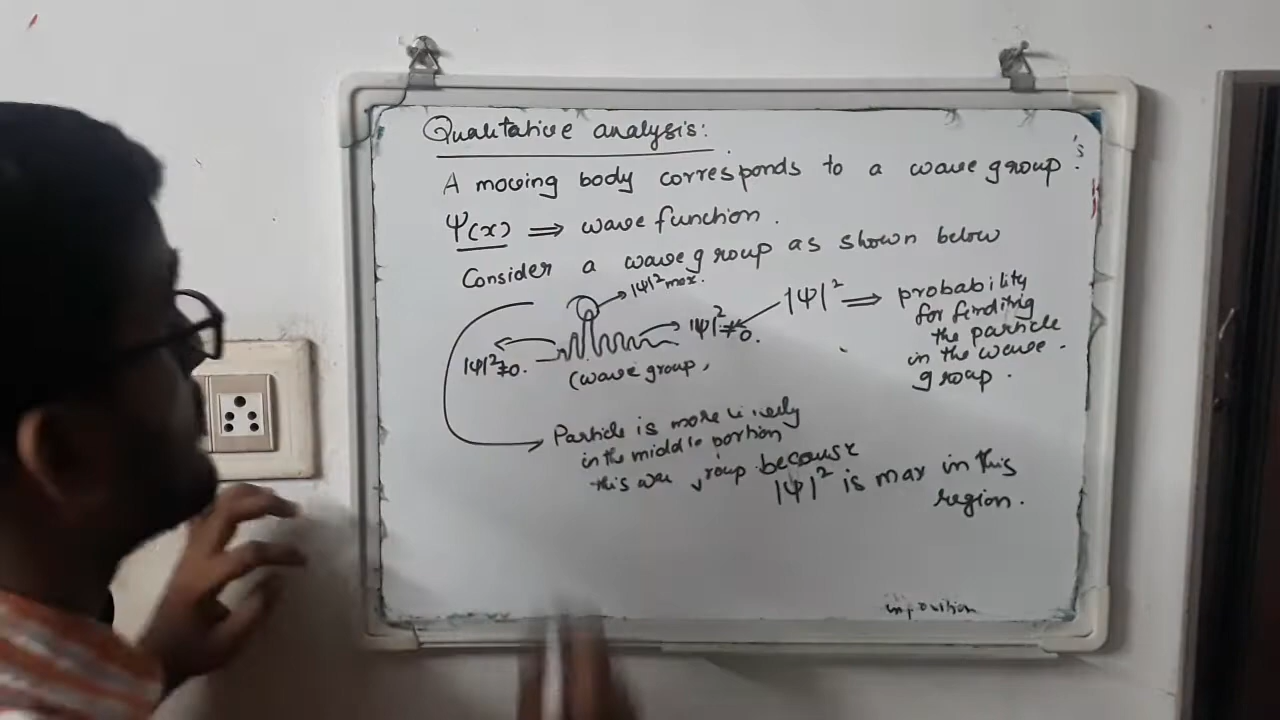 Qualitative analysis:
A moving body corresponds to a wave group's
Ψ(x) ⇒ wave function.
Consider a wave group as shown below
|Ψ|² max.
|Ψ|² ≠ 0.
|Ψ|² ⇒ probability
for finding
the particle
in the wave
group.
|Ψ|² ≠ 0.
(wave group,
Particle is more likely
in the middle portion
this group because
|Ψ|² is max in this
region.